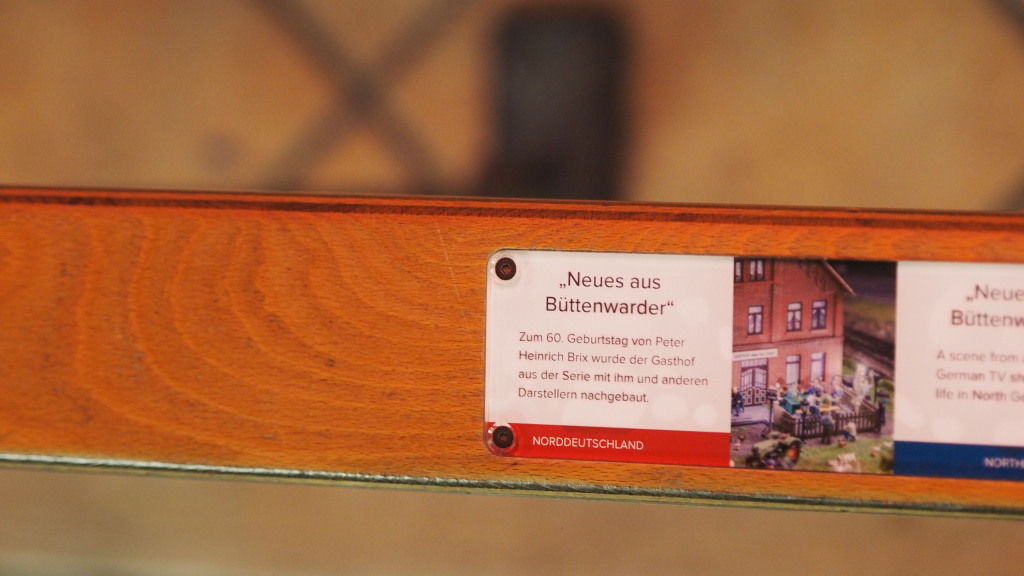 „Neues aus
Büttenwarder“
Zum 60. Geburtstag von Peter
Heinrich Brix wurde der Gasthof
aus der Serie mit ihm und anderen
Darstellern nachgebaut.
NORDDEUTSCHLAND
„Neue
Büttenw
A scene from
German TV sh
life in North Ge
NORTH